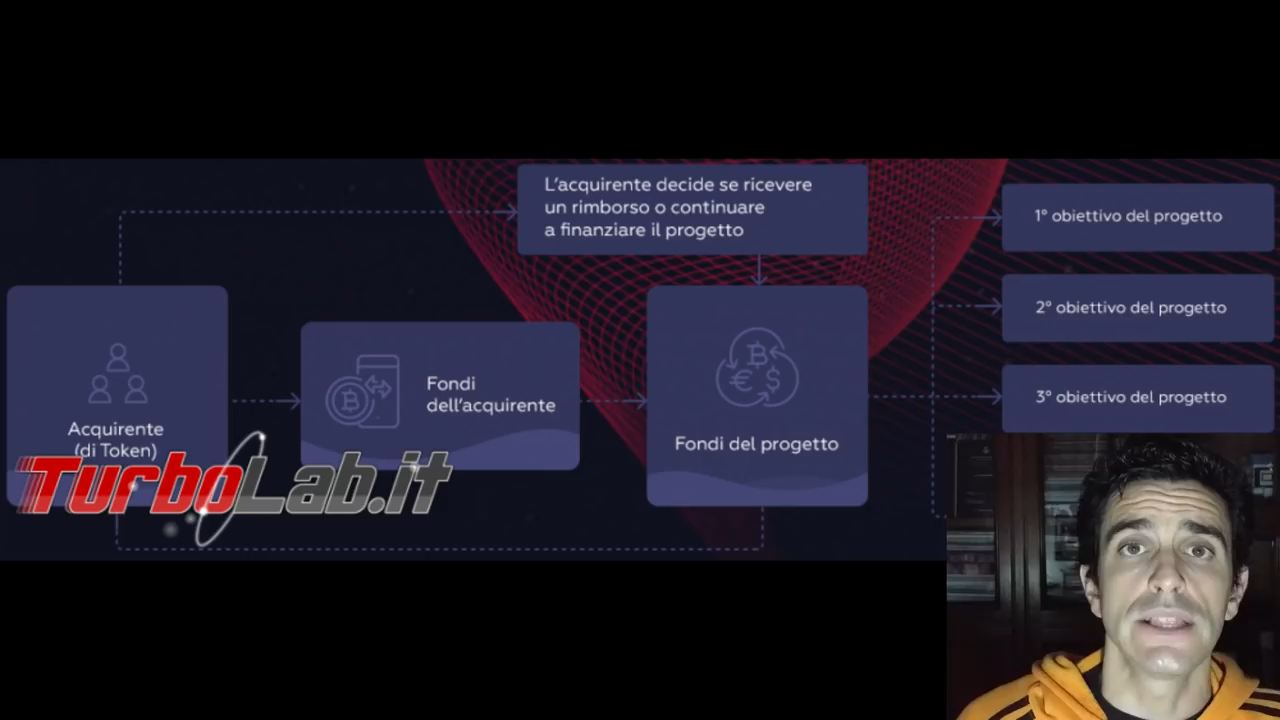 L'acquirente decide se ricevere
un rimborso o continuare
a finanziare il progetto
1° obiettivo del progetto
2° obiettivo del progetto
3° obiettivo del progetto
Fondi
dell'acquirente
Acquirente
(di Token)
Fondi del progetto
TurboLab.it